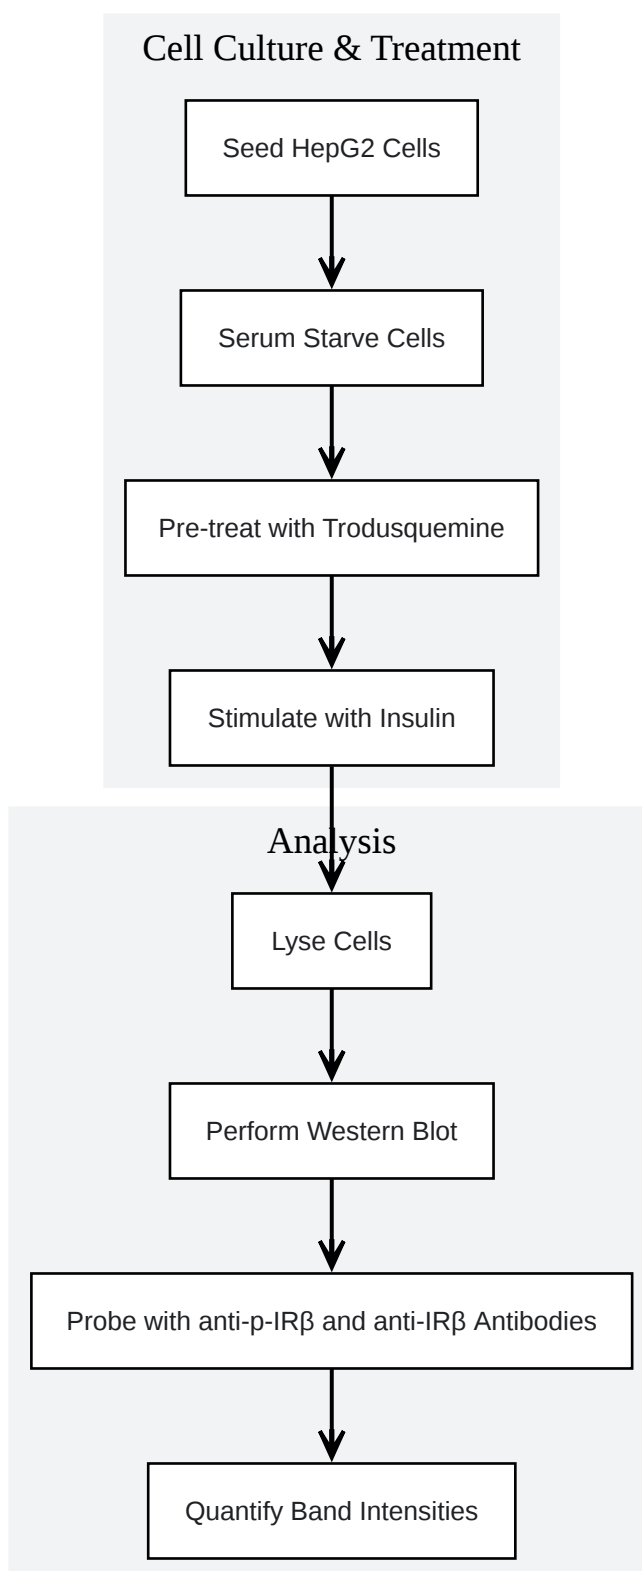 Cell Culture & Treatment
Seed HepG2 Cells
Serum Starve Cells
Pre-treat with Trodusquemine
Stimulate with Insulin
Analysis
Lyse Cells
Perform Western Blot
Probe with anti-p-IRβ and anti-IRβ Antibodies
Quantify Band Intensities